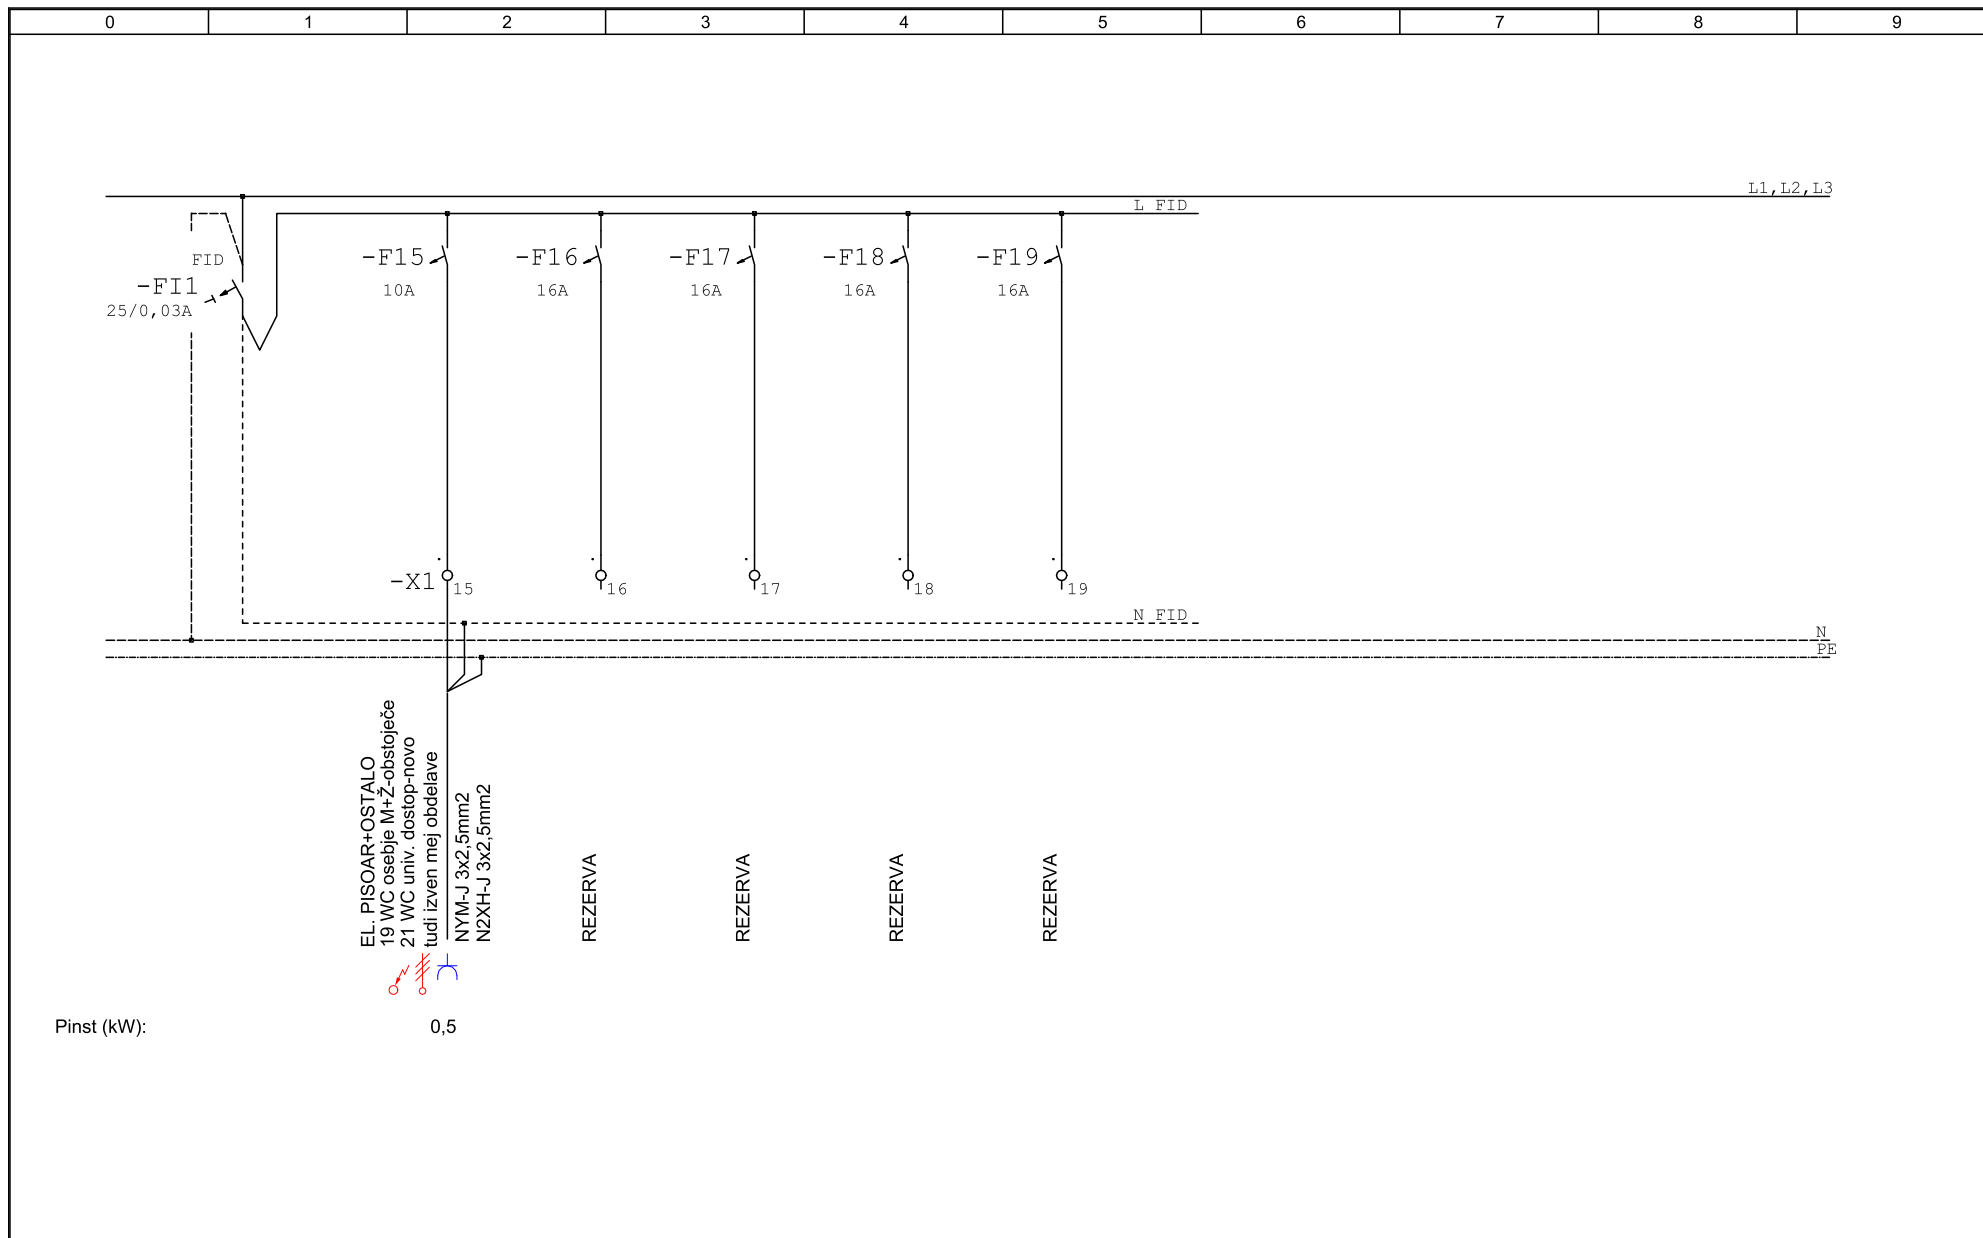 0 1 2 3 4 5 6 7 8 9
L1,L2,L3
L FID
FID
-FI1
25/0,03A
-F15
10A
-F16
16A
-F17
16A
-F18
16A
-F19
16A
-X1
15
16
17
18
19
N FID
N
PE
EL. PISOAR+OSTALO
19 WC osebje M+Ž-obstoječe
21 WC univ. dostop-novo
tudi izven mej obdelave
NYM-J 3x2,5mm2
N2XH-J 3x2,5mm2
REZERVA
REZERVA
REZERVA
REZERVA
Pinst (kW): 0,5